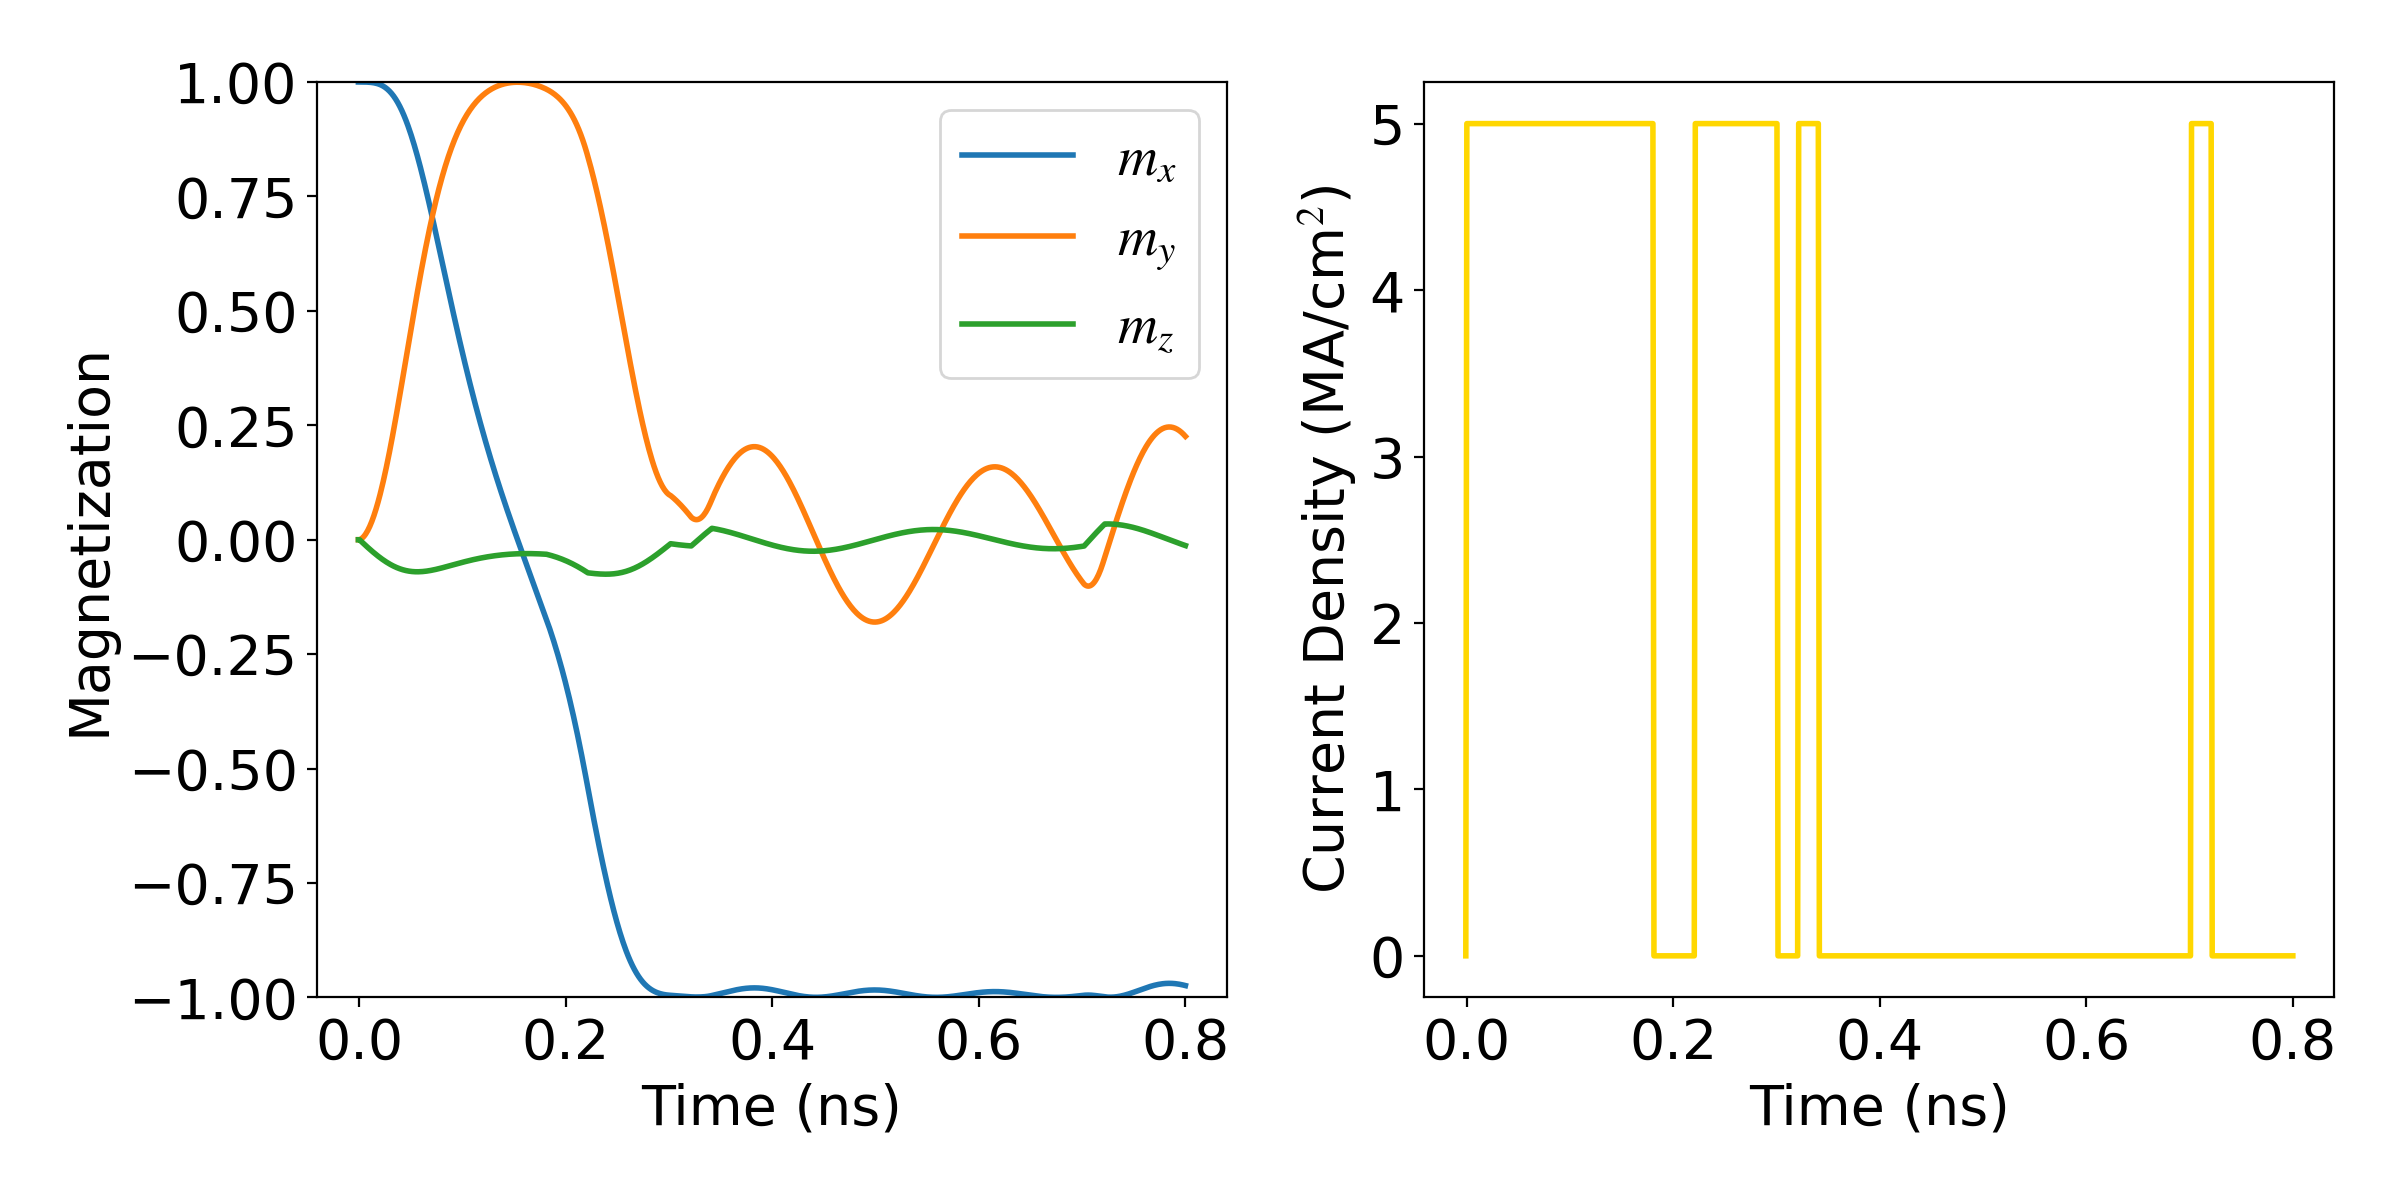 1.00
0.75
0.50
0.25
0.00
−0.25
−0.50
−0.75
−1.00
Magnetization
0.0 0.2 0.4 0.6 0.8
Time (ns)
m_x
m_y
m_z
5
4
3
2
1
0
Current Density (MA/cm²)
0.0 0.2 0.4 0.6 0.8
Time (ns)